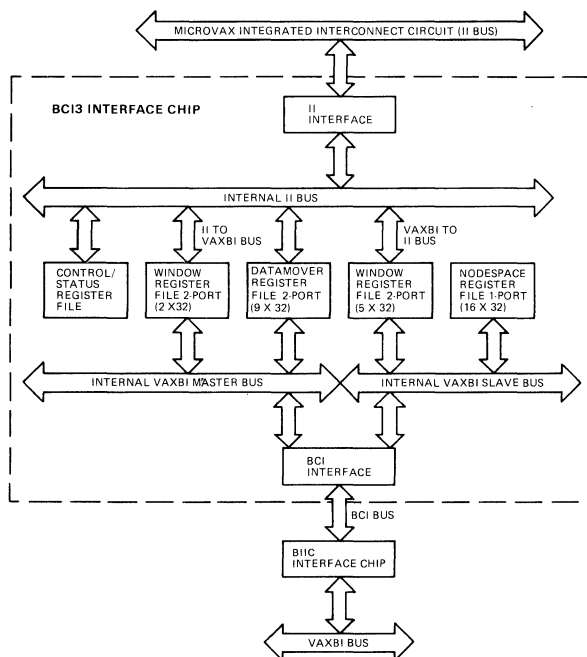 MICROVAX INTEGRATED INTERCONNECT CIRCUIT (II BUS)
BCI3 INTERFACE CHIP
II
INTERFACE
INTERNAL II BUS
II TO
VAXBI BUS
VAXBI TO
II BUS
CONTROL/
STATUS
REGISTER
FILE
WINDOW
REGISTER
FILE 2-PORT
(2 X32)
DATAMOVER
REGISTER
FILE 2-PORT
(9 X 32)
WINDOW
REGISTER
FILE 2-PORT
(5 X 32)
NODESPACE
REGISTER
FILE 1-PORT
(16 X 32)
INTERNAL VAXBI MASTER BUS
INTERNAL VAXBI SLAVE BUS
BCI
INTERFACE
BCI BUS
BIIC
INTERFACE CHIP
VAXBI BUS